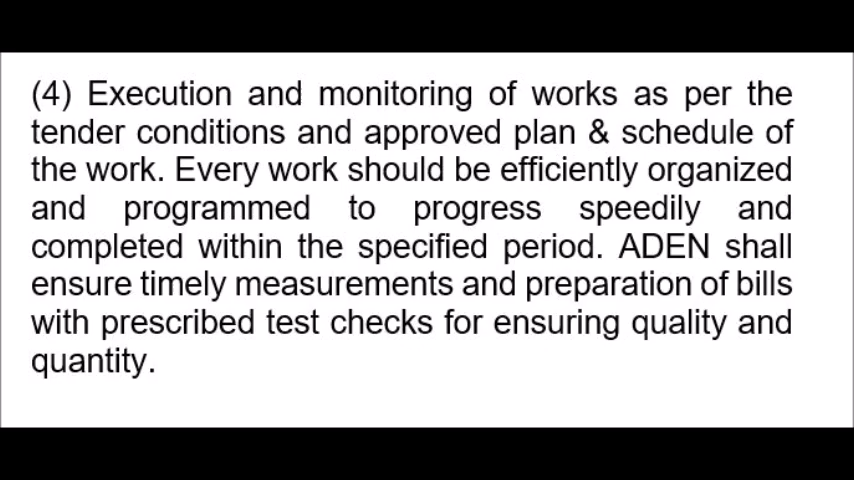 (4) Execution and monitoring of works as per the
tender conditions and approved plan & schedule of
the work. Every work should be efficiently organized
and programmed to progress speedily and
completed within the specified period. ADEN shall
ensure timely measurements and preparation of bills
with prescribed test checks for ensuring quality and
quantity.